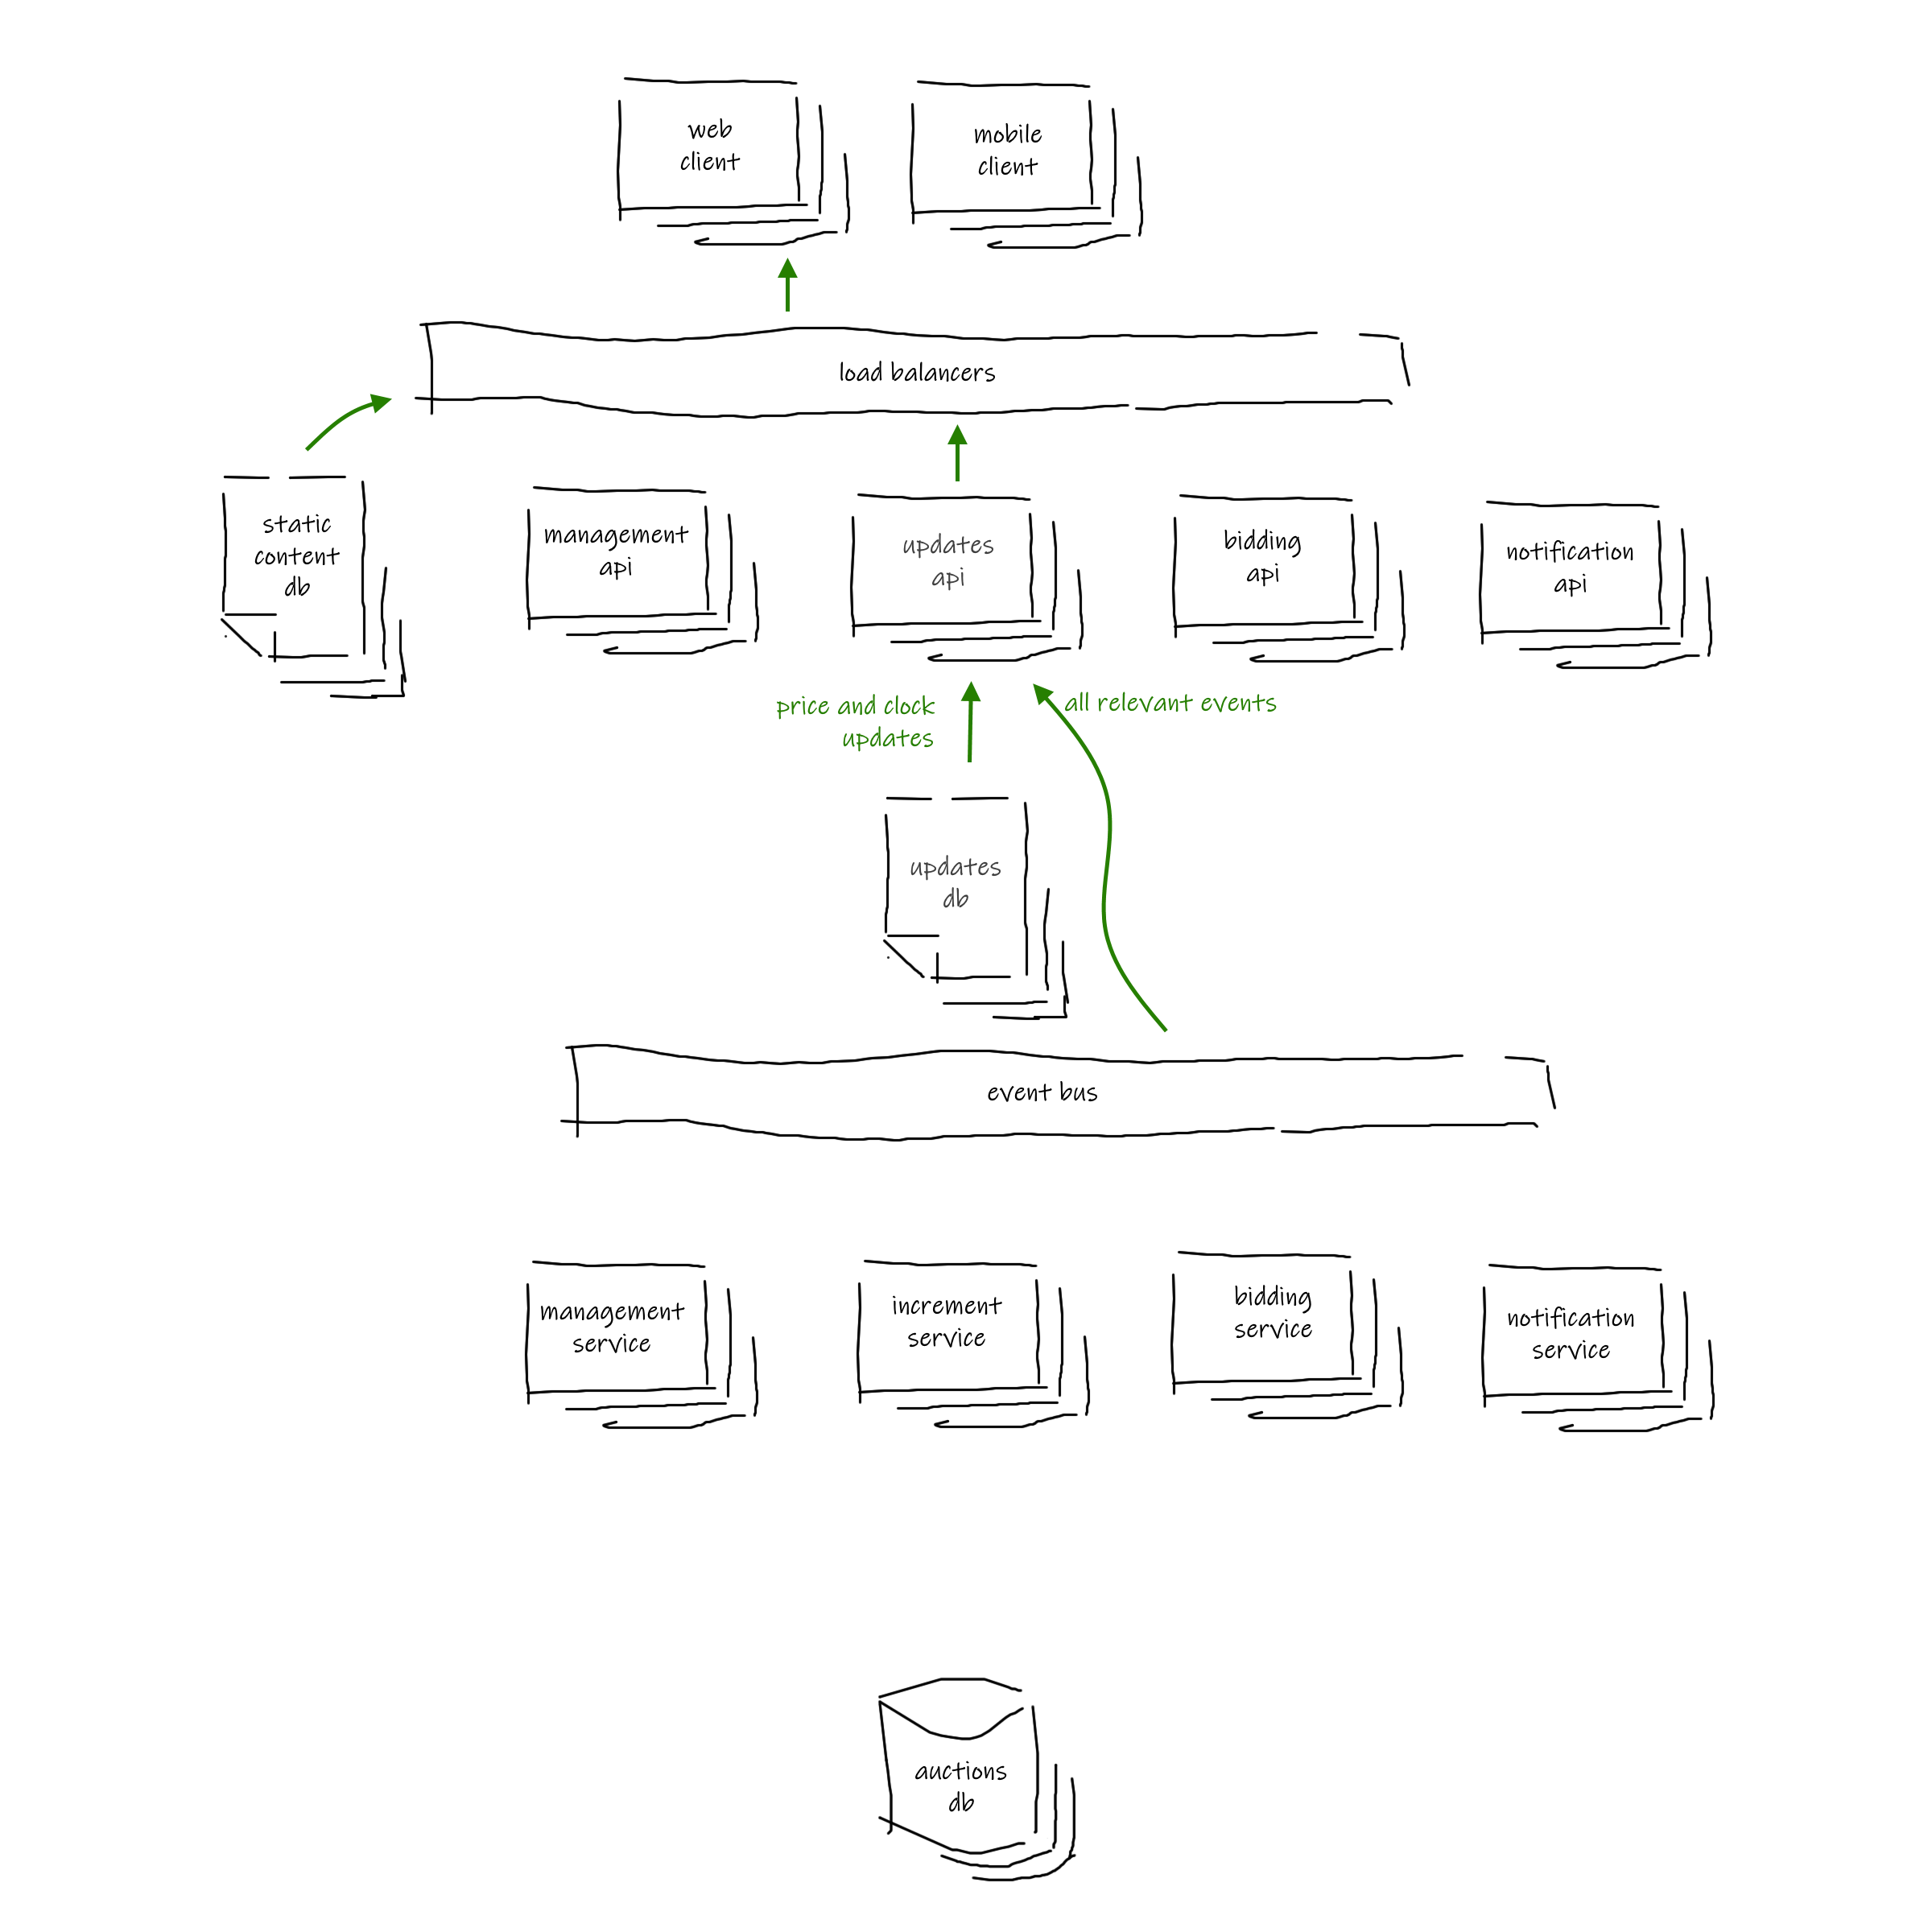 web
client
mobile
client
load balancers
static
content
db
management
api
updates
api
bidding
api
notification
api
price and clock
updates
all relevant events
updates
db
event bus
management
service
increment
service
bidding
service
notification
service
auctions
db